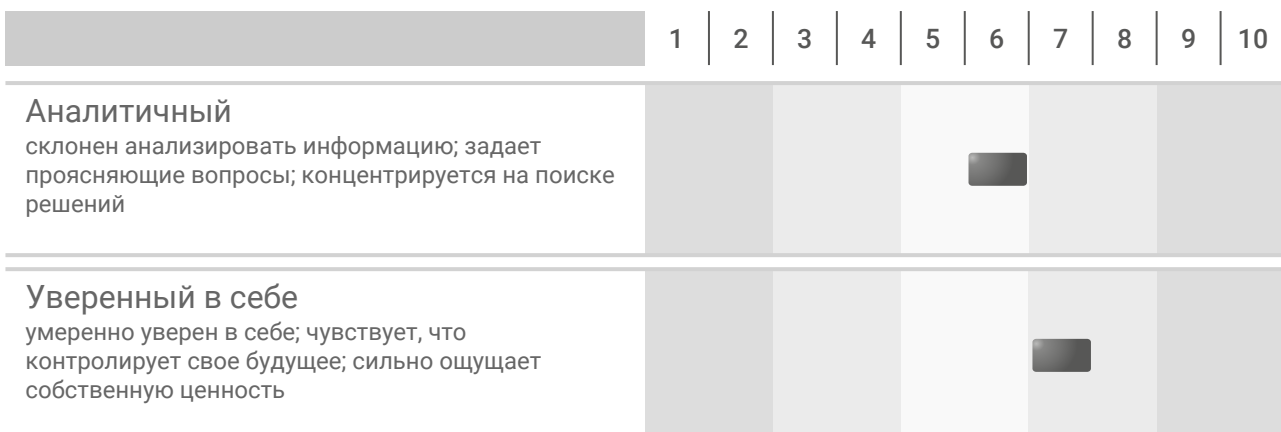 1 2 3 4 5 6 7 8 9 10
Аналитичный
склонен анализировать информацию; задает
проясняющие вопросы; концентрируется на поиске
решений
Уверенный в себе
умеренно уверен в себе; чувствует, что
контролирует свое будущее; сильно ощущает
собственную ценность